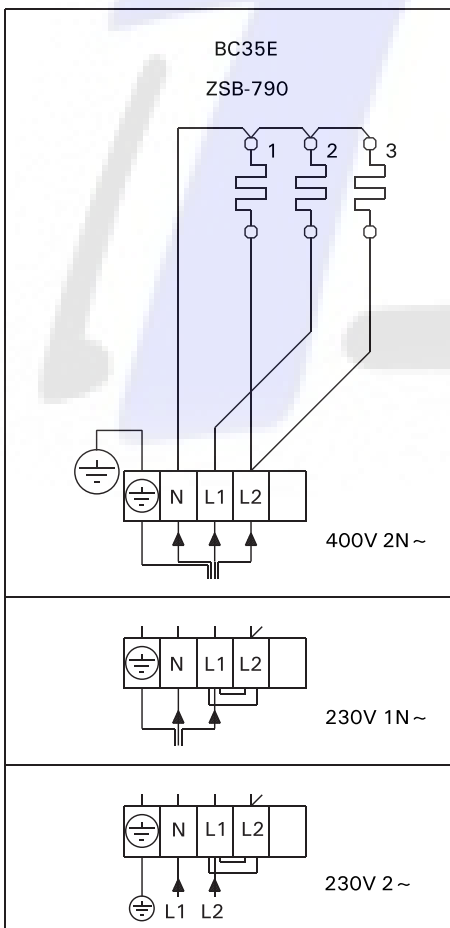 BC35E
ZSB-790
1 2 3
N L1 L2
400V 2N~
N L1 L2
230V 1N~
N L1 L2
230V 2~
L1 L2